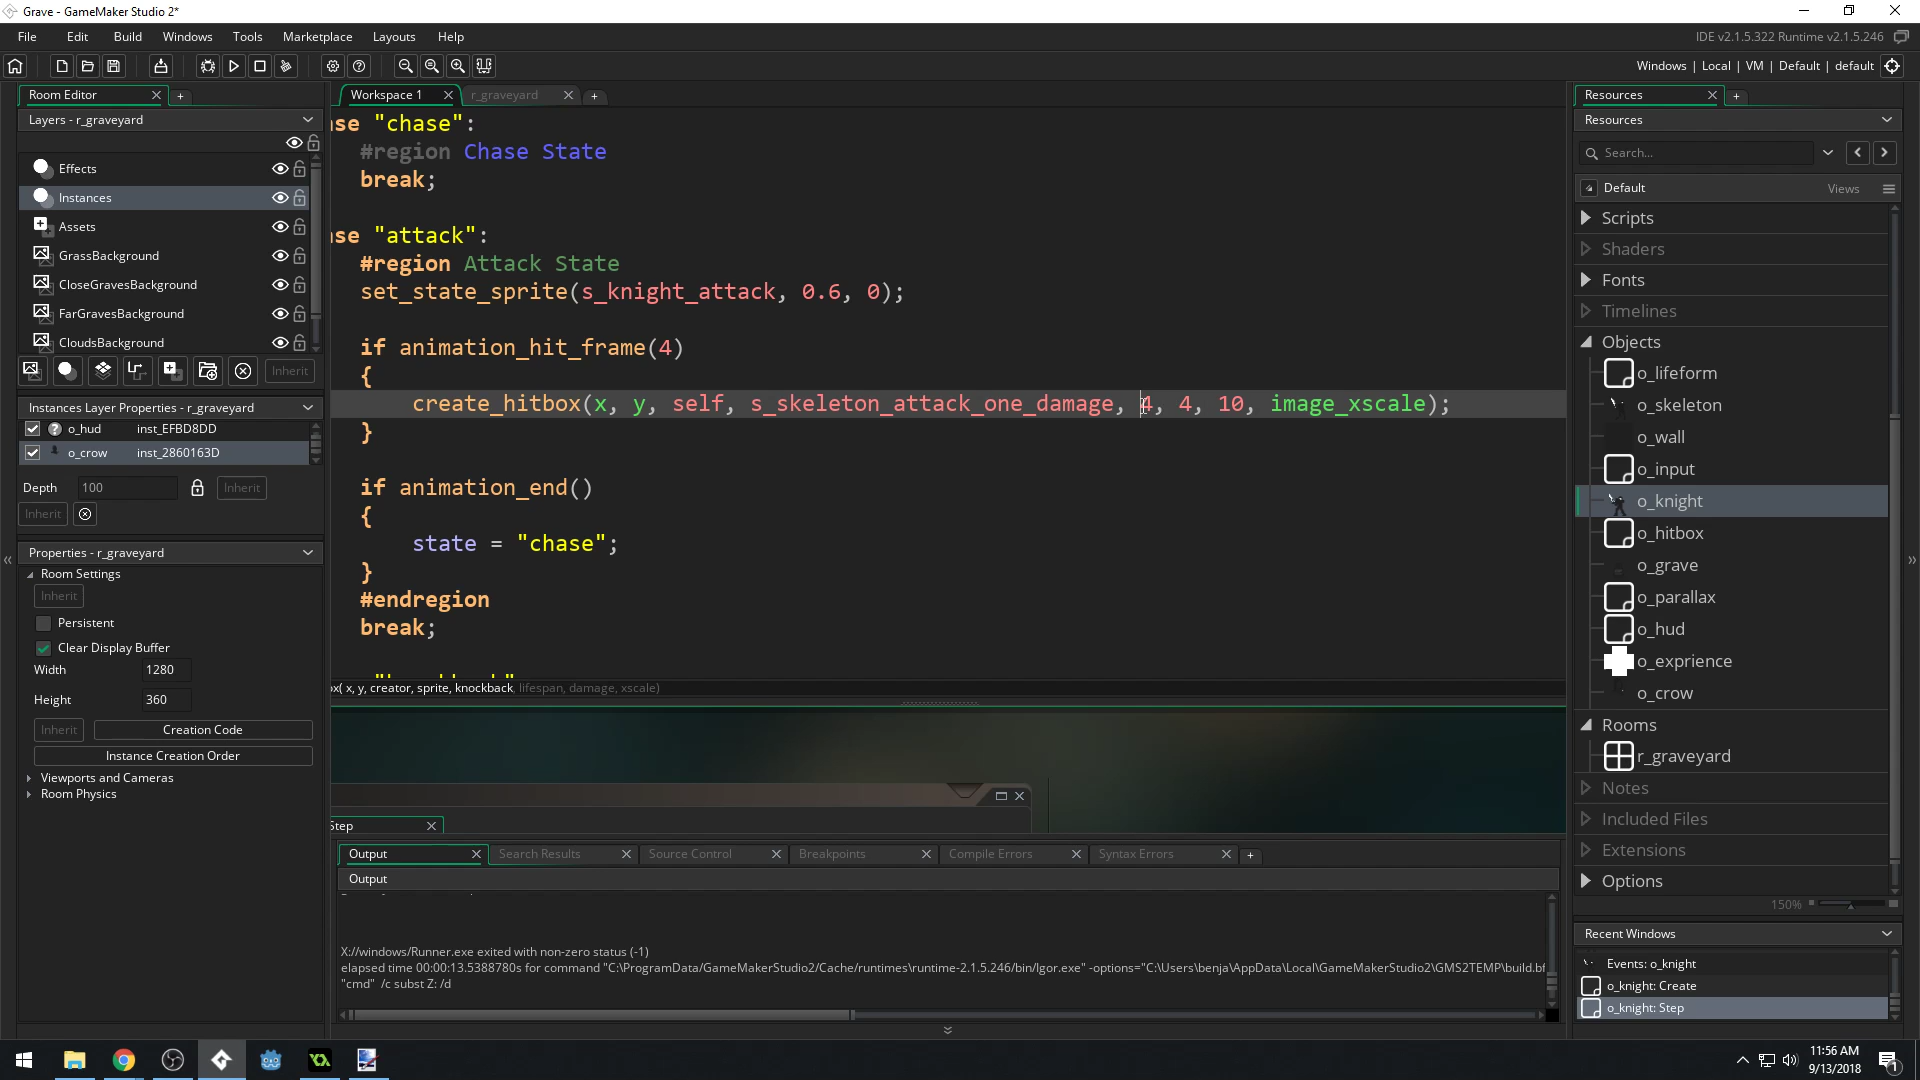 Grave - GameMaker Studio 2*
File Edit Build Windows Tools Marketplace Layouts Help
IDE v2.1.5.322 Runtime v2.1.5.246
Windows | Local | VM | Default | default
Room Editor
Layers - r_graveyard
Effects
Instances
Assets
GrassBackground
CloseGravesBackground
FarGravesBackground
CloudsBackground
Inherit
Instances Layer Properties - r_graveyard
o_hud inst_EFBD8DD
o_crow inst_2860163D
Depth 100 Inherit
Inherit
Properties - r_graveyard
Room Settings
Inherit
Persistent
Clear Display Buffer
Width 1280
Height 360
Inherit Creation Code
Instance Creation Order
Viewports and Cameras
Room Physics
Workspace 1 r_graveyard
ase "chase":
#region Chase State
break;
ase "attack":
#region Attack State
set_state_sprite(s_knight_attack, 0.6, 0);
if animation_hit_frame(4)
{
create_hitbox(x, y, self, s_skeleton_attack_one_damage, 4, 4, 10, image_xscale);
}
if animation_end()
{
state = "chase";
}
#endregion
break;
ox( x, y, creator, sprite, knockback, lifespan, damage, xscale)
Step
Output Search Results Source Control Breakpoints Compile Errors Syntax Errors
Output
X://windows/Runner.exe exited with non-zero status (-1)
elapsed time 00:00:13.5388780s for command "C:\ProgramData/GameMakerStudio2/Cache/runtimes\runtime-2.1.5.246/bin/Igor.exe" -options="C:\Users\benja\AppData\Local\GameMakerStudio2\GMS2TEMP\build.bf
"cmd" /c subst Z: /d
Resources
Resources
Search...
Default Views
Scripts
Shaders
Fonts
Timelines
Objects
o_lifeform
o_skeleton
o_wall
o_input
o_knight
o_hitbox
o_grave
o_parallax
o_hud
o_exprience
o_crow
Rooms
r_graveyard
Notes
Included Files
Extensions
Options
150%
Recent Windows
Events: o_knight
o_knight: Create
o_knight: Step
11:56 AM
9/13/2018
1